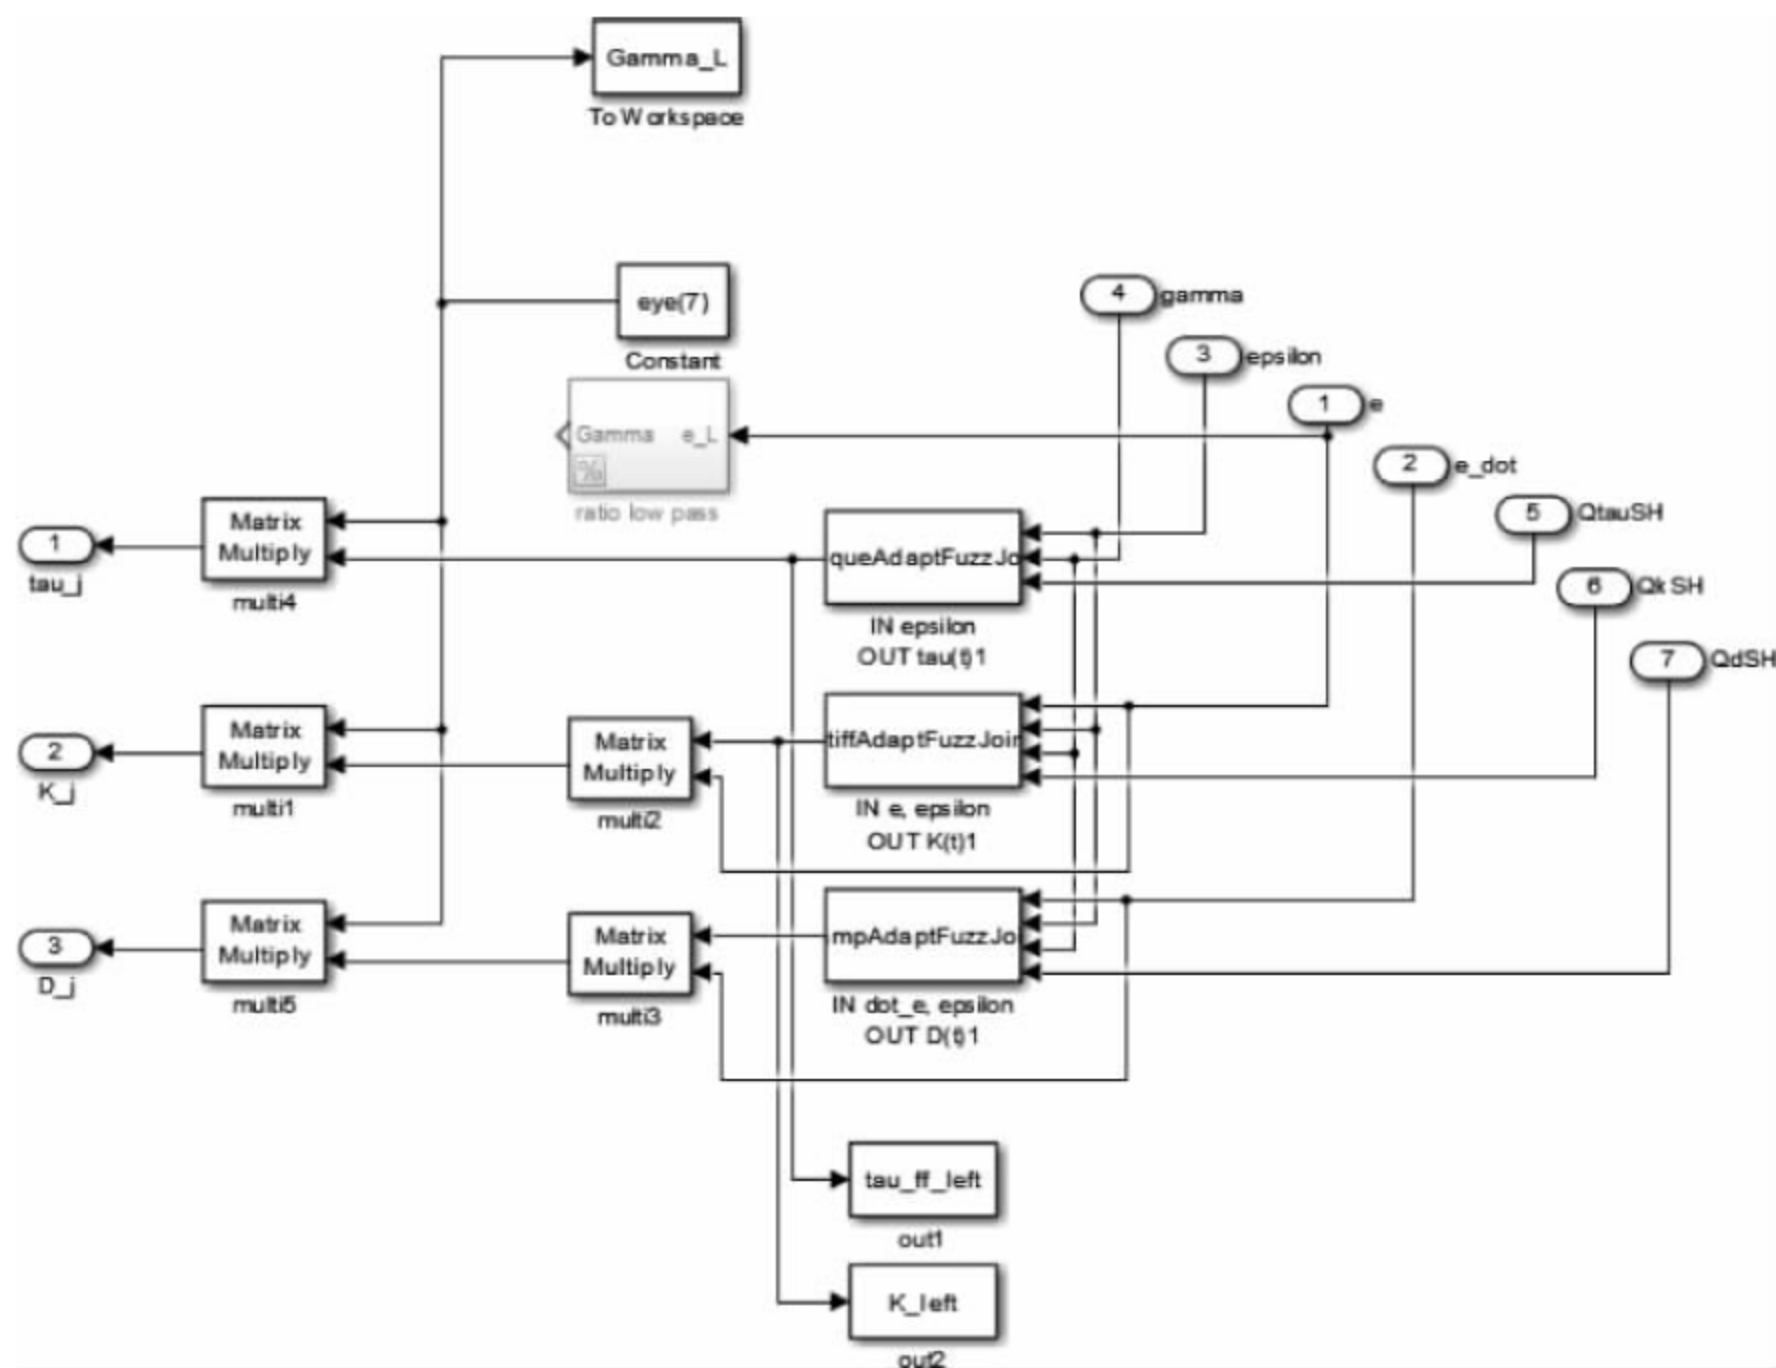 Gamma_L
To Workspace
eye(7)
Constant
4
gamma
3
epsilon
1
e
Gamma e_L
%
ratio low pass
2
e_dot
Matrix
Multiply
multi4
1
tau_j
queAdaptFuzzJo
IN epsilon
OUT tau(t)1
5
QtauSH
6
QkSH
7
QdSH
Matrix
Multiply
multi1
2
K_j
Matrix
Multiply
multi2
tiffAdaptFuzzJoin
IN e, epsilon
OUT K(t)1
Matrix
Multiply
multi5
3
D_j
Matrix
Multiply
multi3
mpAdaptFuzzJo
IN dot_e, epsilon
OUT D(t)1
tau_ff_left
out1
K_left
out2